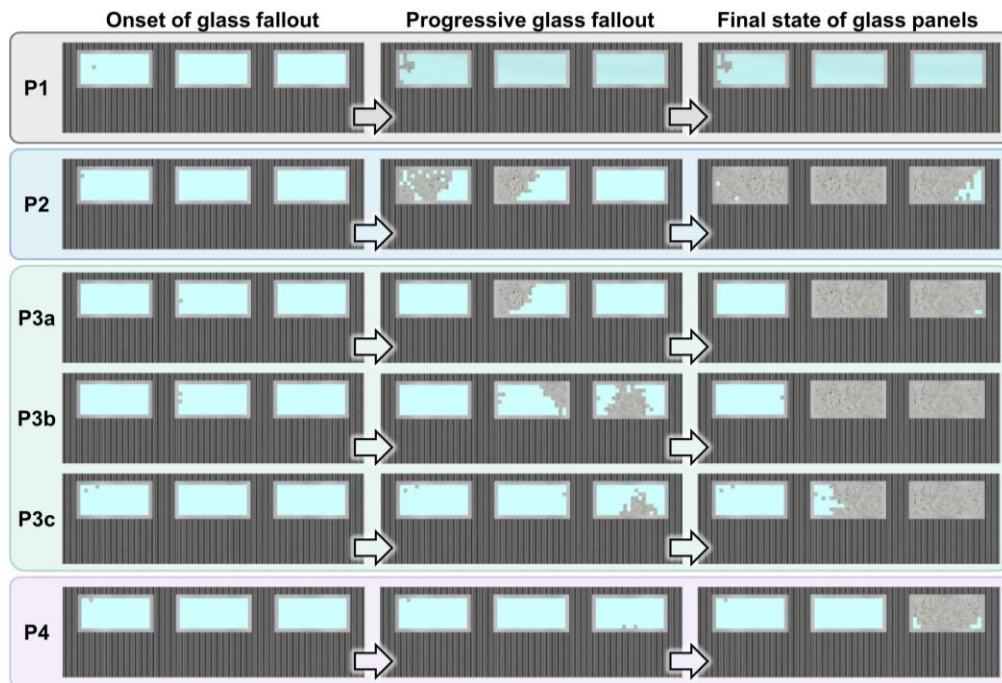 Onset of glass fallout
Progressive glass fallout
Final state of glass panels
P1
P2
P3a
P3b
P3c
P4